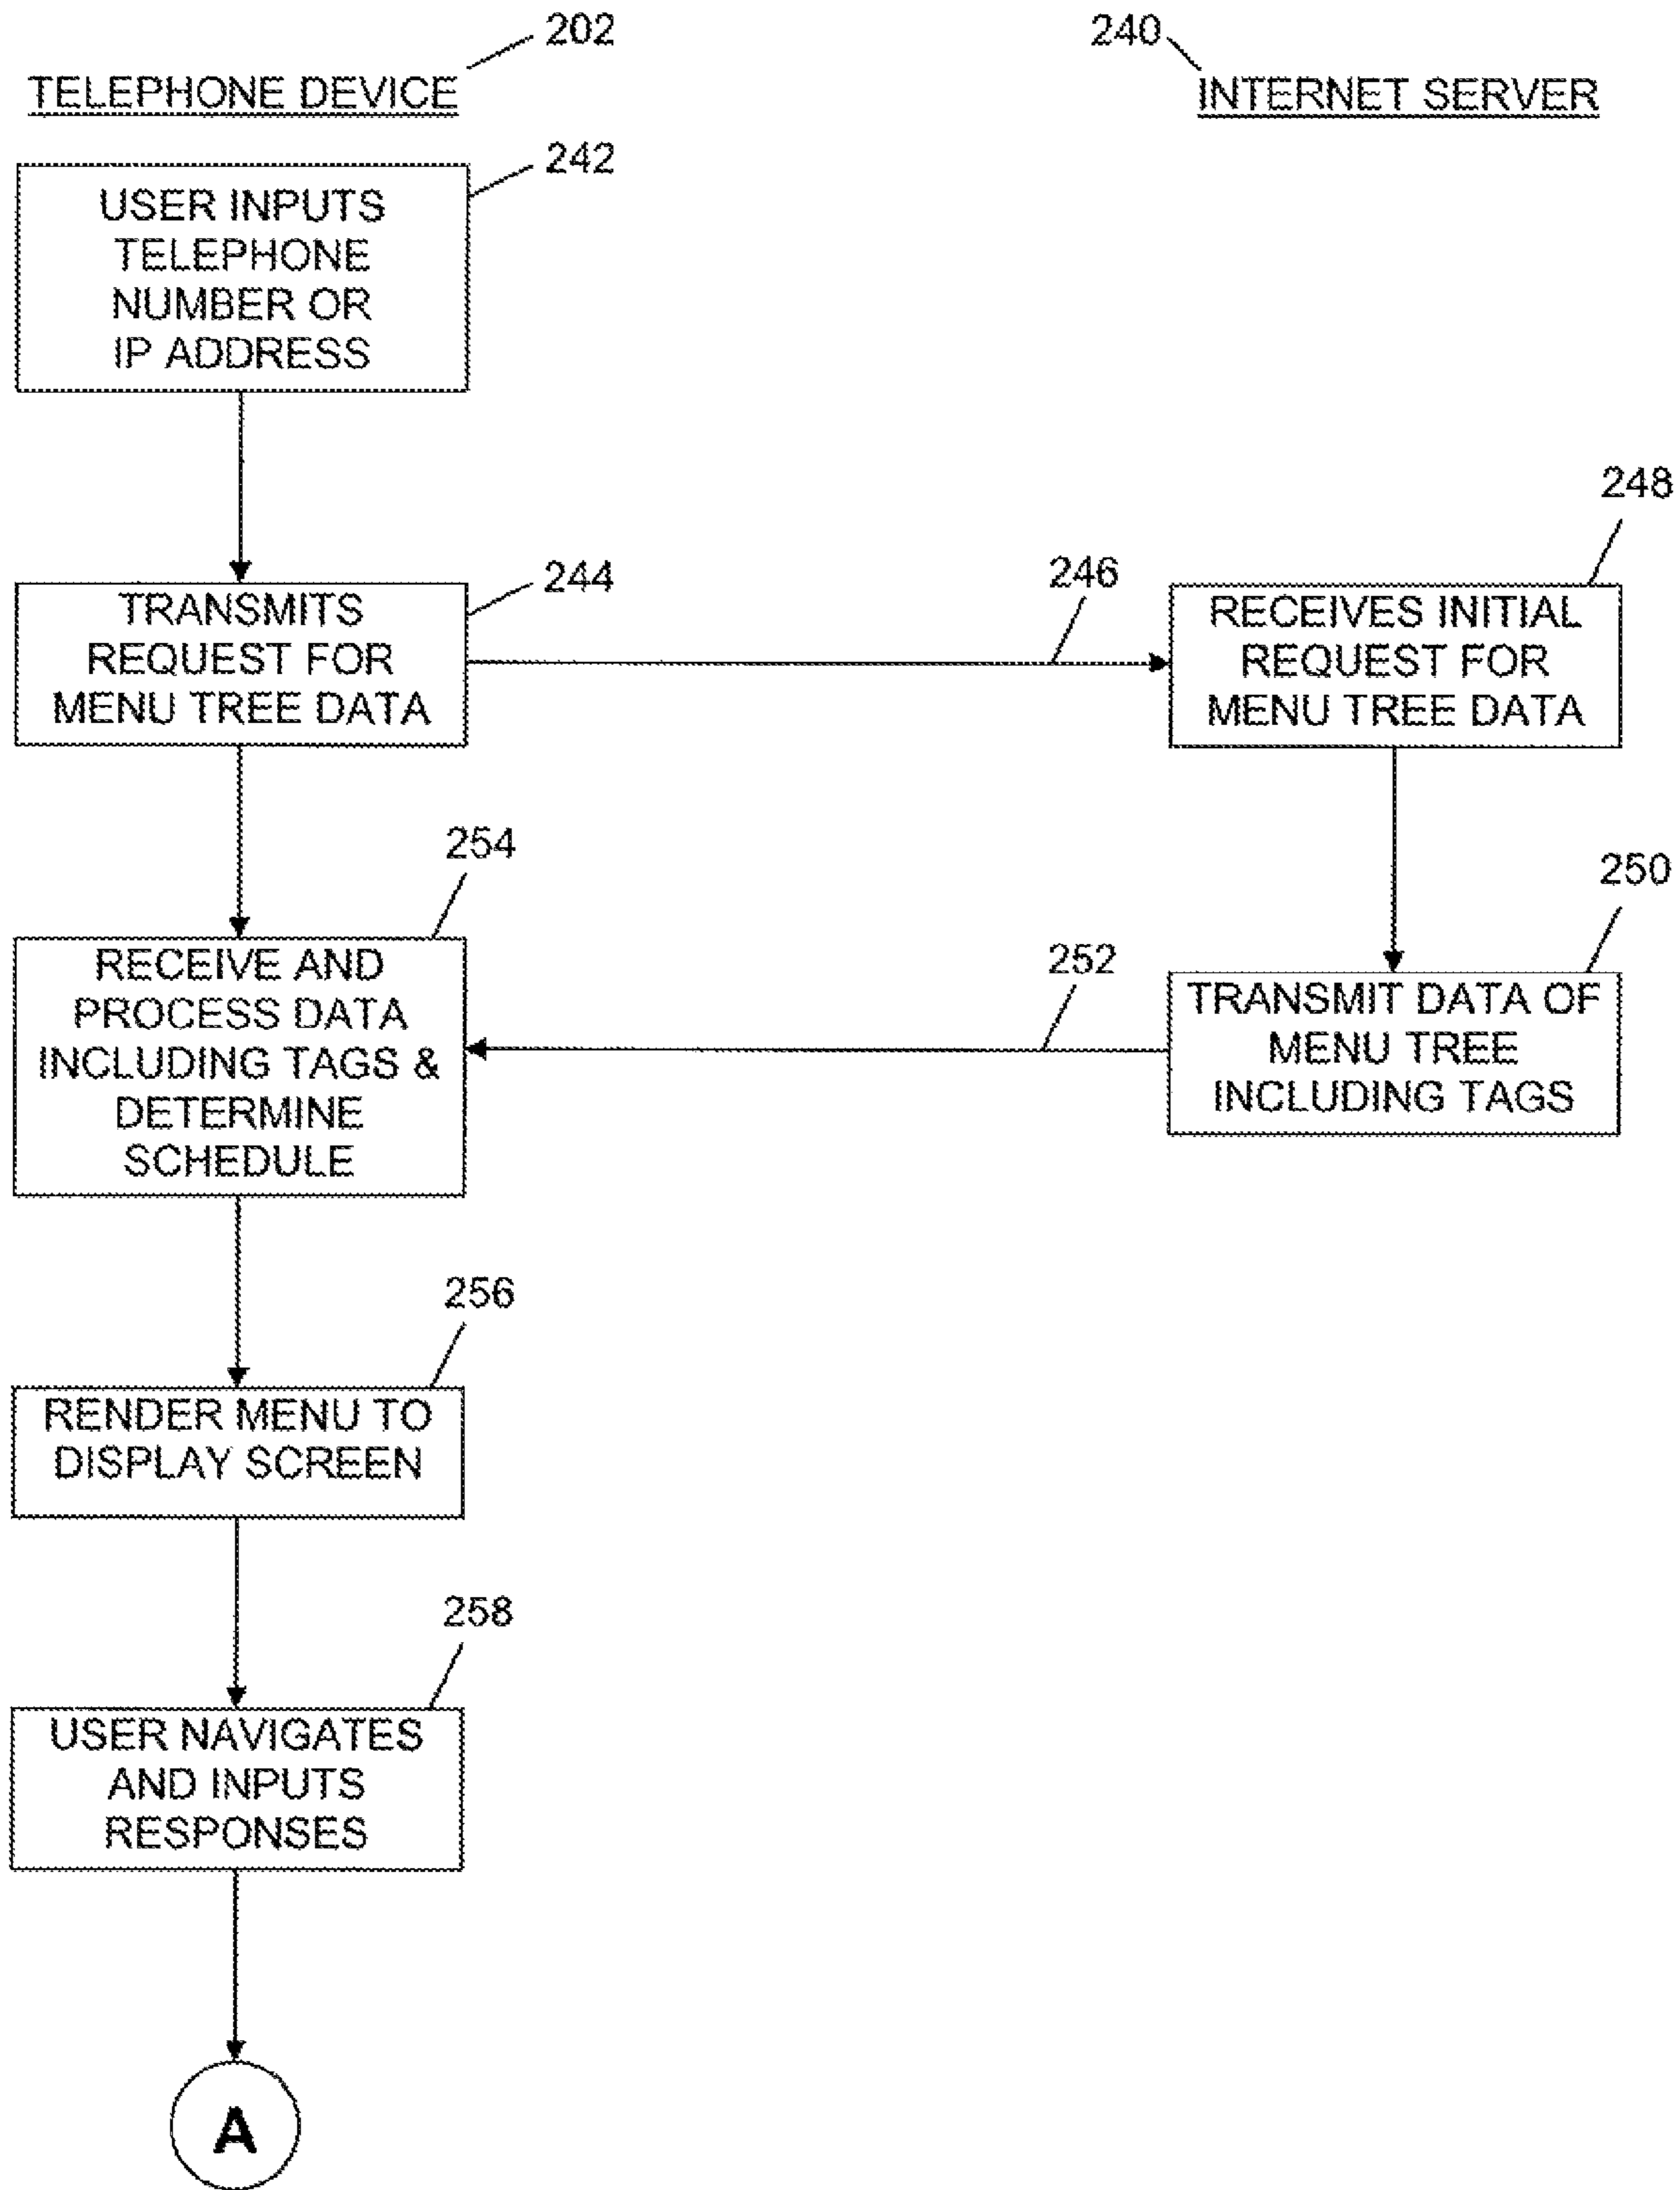 202
240
TELEPHONE DEVICE
INTERNET SERVER
242
USER INPUTS
TELEPHONE
NUMBER OR
IP ADDRESS
244
TRANSMITS
REQUEST FOR
MENU TREE DATA
246
248
RECEIVES INITIAL
REQUEST FOR
MENU TREE DATA
250
TRANSMIT DATA OF
MENU TREE
INCLUDING TAGS
252
254
RECEIVE AND
PROCESS DATA
INCLUDING TAGS &
DETERMINE
SCHEDULE
256
RENDER MENU TO
DISPLAY SCREEN
258
USER NAVIGATES
AND INPUTS
RESPONSES
A